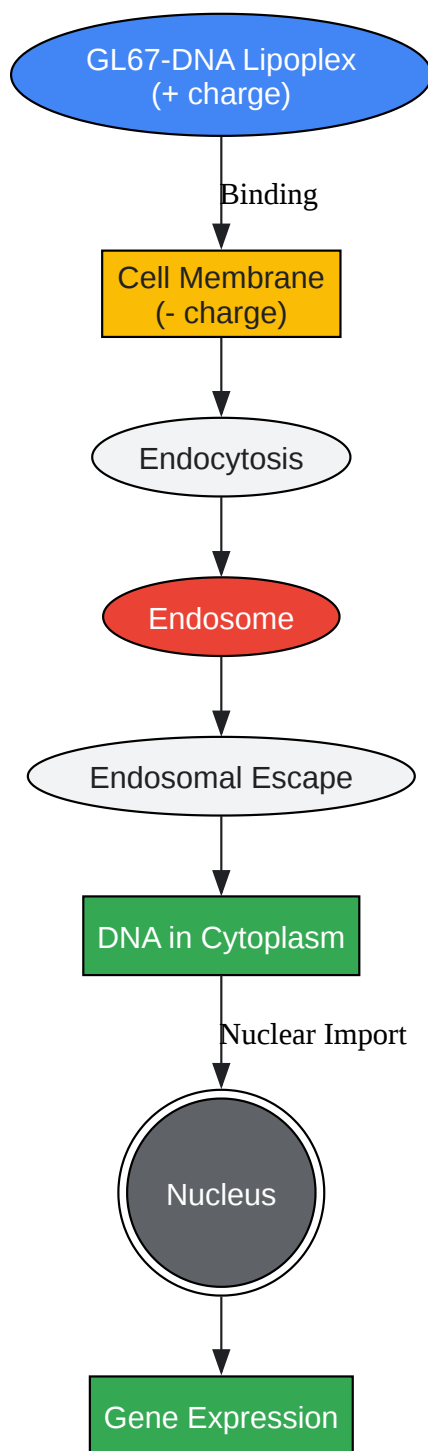 GL67-DNA Lipoplex
(+ charge)
Binding
Cell Membrane
(- charge)
Endocytosis
Endosome
Endosomal Escape
DNA in Cytoplasm
Nuclear Import
Nucleus
Gene Expression